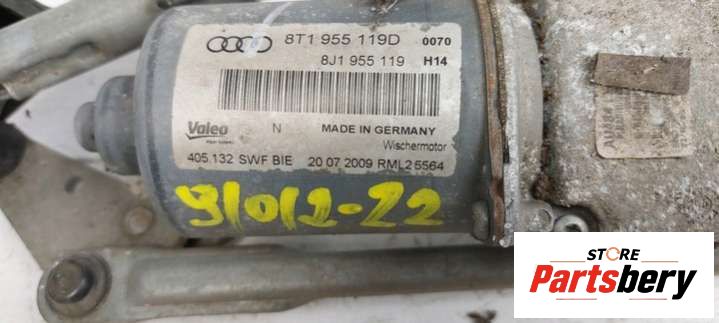 8T1 955 119D 0070
8J1 955 119 H14
Valeo N MADE IN GERMANY
Wischermotor
405.132 SWF BIE 20 07 2009 RML2 5564
91012-22
STORE
Partsbery